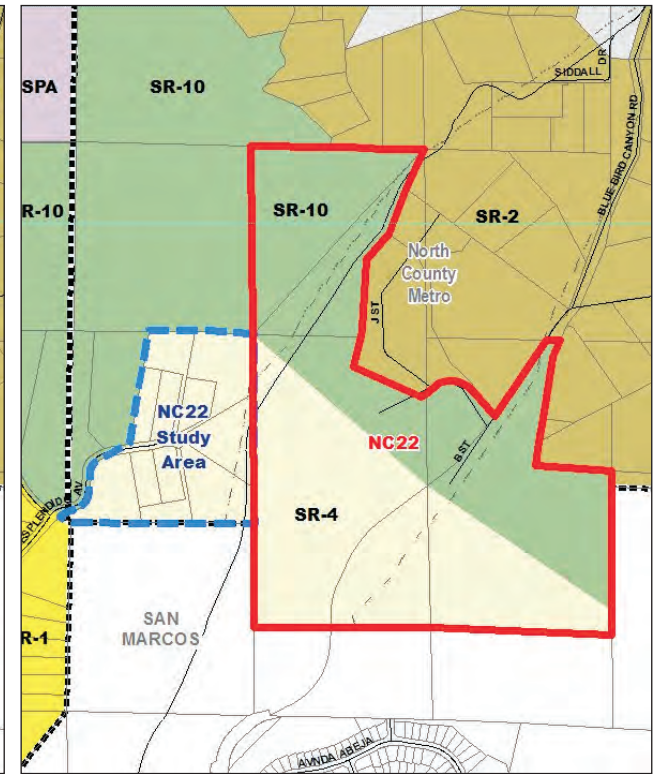 SIDDALL DR
SPA
SR-10
BLUE BIRD CANYON RD
R-10
SR-10
SR-2
North
County
Metro
J ST
NC22
Study
Area
NC22
B ST
ESPLENDIDA AV
SR-4
SAN
MARCOS
R-1
AVNDA ABEJA